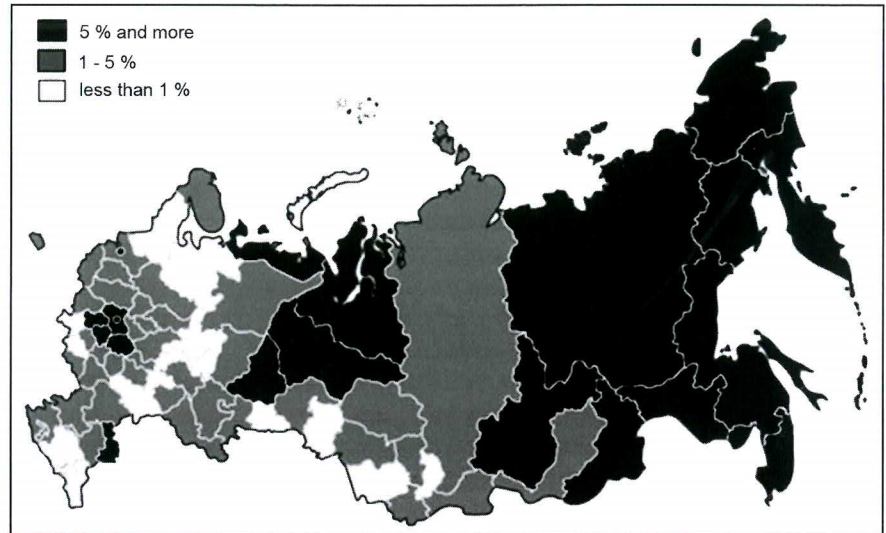 5 % and more
1 - 5 %
less than 1 %